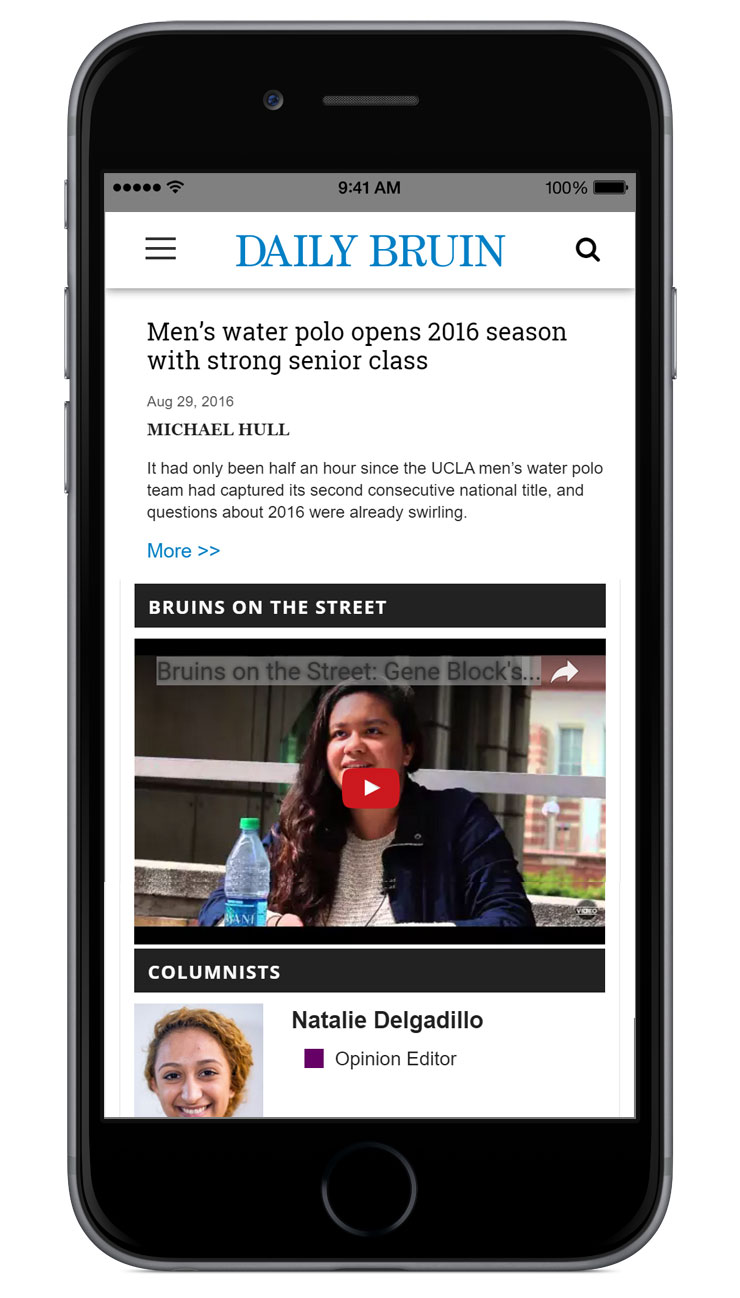 9:41 AM
100%
DAILY BRUIN
Men’s water polo opens 2016 season
with strong senior class
Aug 29, 2016
MICHAEL HULL
It had only been half an hour since the UCLA men’s water polo
team had captured its second consecutive national title, and
questions about 2016 were already swirling.
More >>
BRUINS ON THE STREET
Bruins on the Street: Gene Block's...
VIDEO
COLUMNISTS
Natalie Delgadillo
Opinion Editor